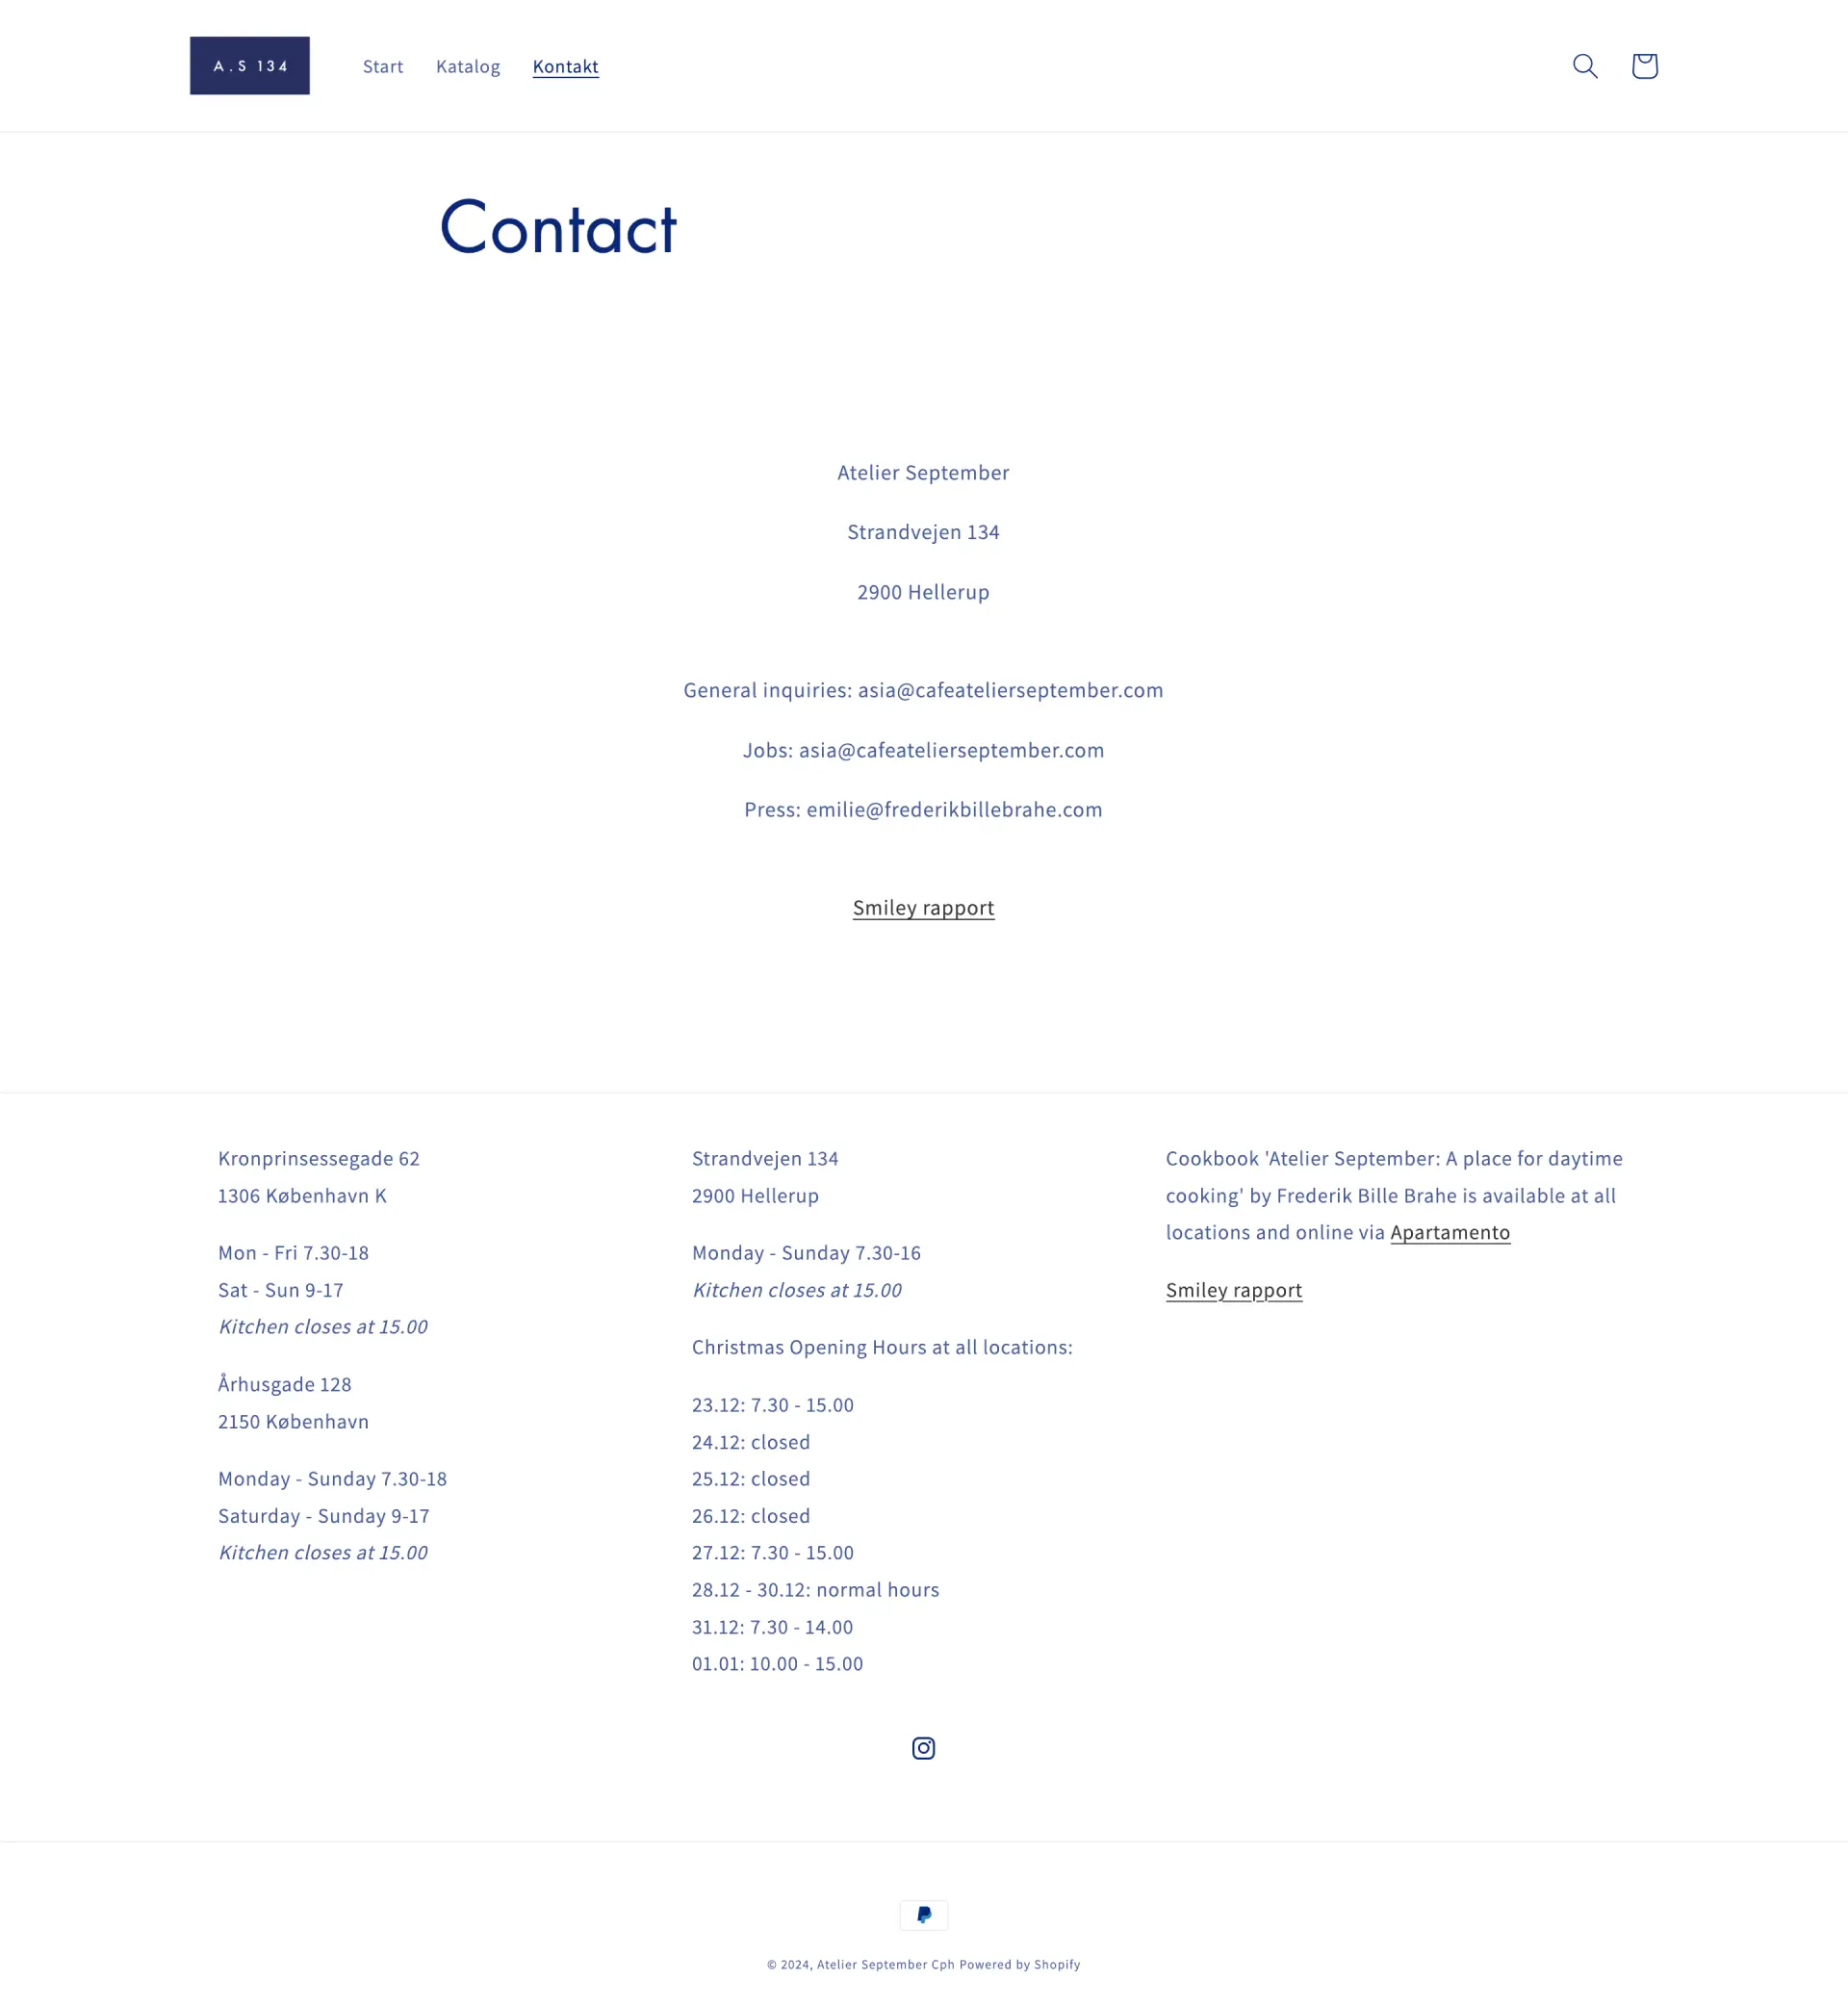 A.S 134
Start
Katalog
Kontakt
Contact
Atelier September
Strandvejen 134
2900 Hellerup
General inquiries: asia@cafeatelierseptember.com
Jobs: asia@cafeatelierseptember.com
Press: emilie@frederikbillebrahe.com
Smiley rapport
Kronprinsessegade 62
1306 København K
Mon - Fri 7.30-18
Sat - Sun 9-17
Kitchen closes at 15.00
Århusgade 128
2150 København
Monday - Sunday 7.30-18
Saturday - Sunday 9-17
Kitchen closes at 15.00
Strandvejen 134
2900 Hellerup
Monday - Sunday 7.30-16
Kitchen closes at 15.00
Christmas Opening Hours at all locations:
23.12: 7.30 - 15.00
24.12: closed
25.12: closed
26.12: closed
27.12: 7.30 - 15.00
28.12 - 30.12: normal hours
31.12: 7.30 - 14.00
01.01: 10.00 - 15.00
Cookbook 'Atelier September: A place for daytime
cooking' by Frederik Bille Brahe is available at all
locations and online via Apartamento
Smiley rapport
© 2024, Atelier September Cph Powered by Shopify